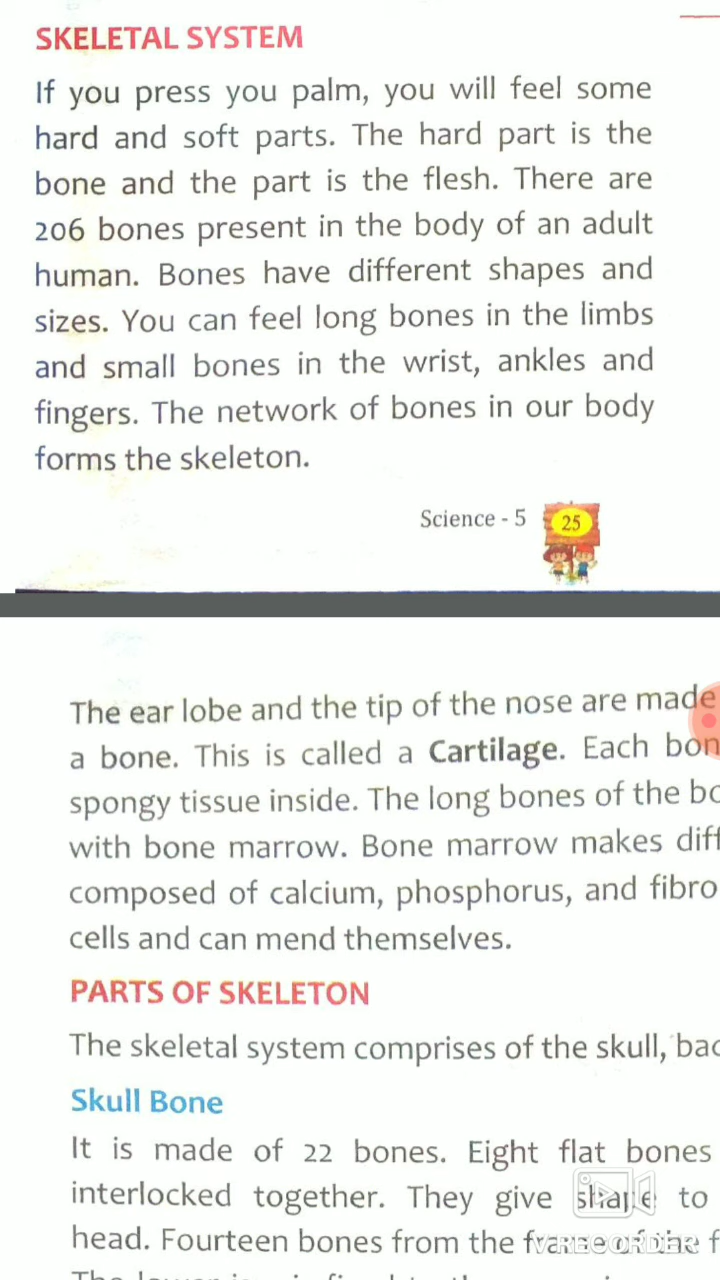 SKELETAL SYSTEM
If you press you palm, you will feel some
hard and soft parts. The hard part is the
bone and the part is the flesh. There are
206 bones present in the body of an adult
human. Bones have different shapes and
sizes. You can feel long bones in the limbs
and small bones in the wrist, ankles and
fingers. The network of bones in our body
forms the skeleton.
Science - 5 25
The ear lobe and the tip of the nose are made
a bone. This is called a Cartilage. Each bon
spongy tissue inside. The long bones of the bo
with bone marrow. Bone marrow makes diff
composed of calcium, phosphorus, and fibro
cells and can mend themselves.
PARTS OF SKELETON
The skeletal system comprises of the skull, bac
Skull Bone
It is made of 22 bones. Eight flat bones
interlocked together. They give shape to
head. Fourteen bones from the frame of the f
V RECORDER